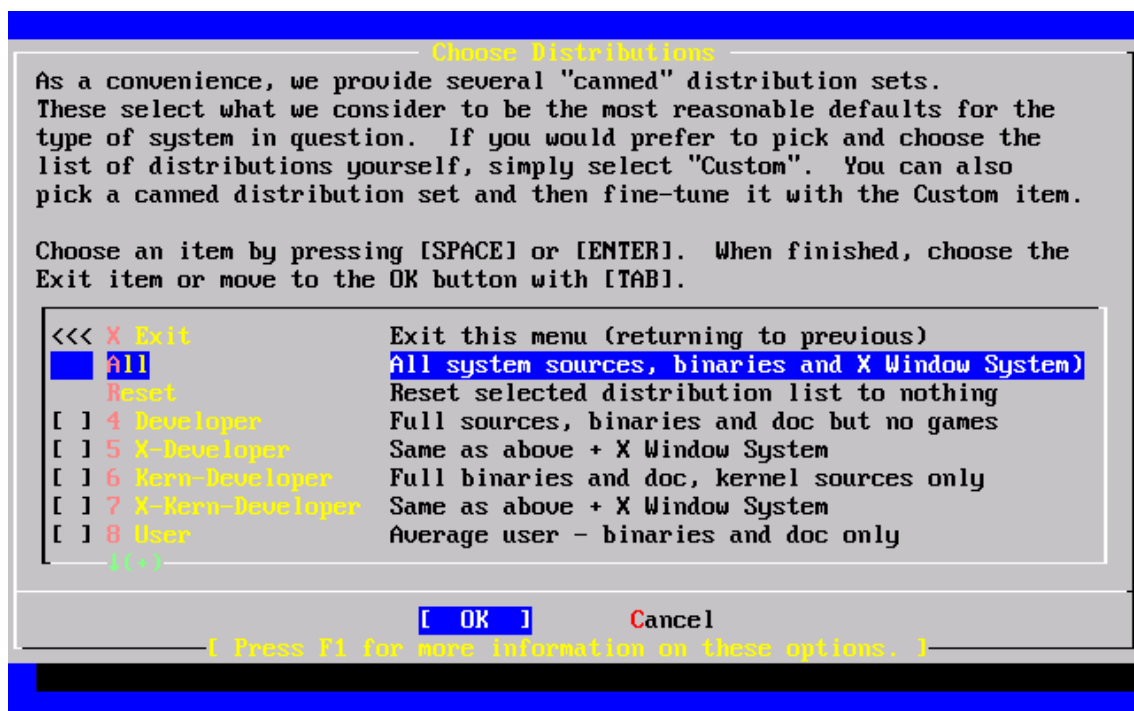 Choose Distributions
As a convenience, we provide several "canned" distribution sets.
These select what we consider to be the most reasonable defaults for the
type of system in question.  If you would prefer to pick and choose the
list of distributions yourself, simply select "Custom".  You can also
pick a canned distribution set and then fine-tune it with the Custom item.
Choose an item by pressing [SPACE] or [ENTER].  When finished, choose the
Exit item or move to the OK button with [TAB].
<<< X Exit Exit this menu (returning to previous)
All All system sources, binaries and X Window System)
Reset Reset selected distribution list to nothing
[ ] 4 Developer Full sources, binaries and doc but no games
[ ] 5 X-Developer Same as above + X Window System
[ ] 6 Kern-Developer Full binaries and doc, kernel sources only
[ ] 7 X-Kern-Developer Same as above + X Window System
[ ] 8 User Average user - binaries and doc only
↓(+)
[ OK ] Cancel
[ Press F1 for more information on these options. ]